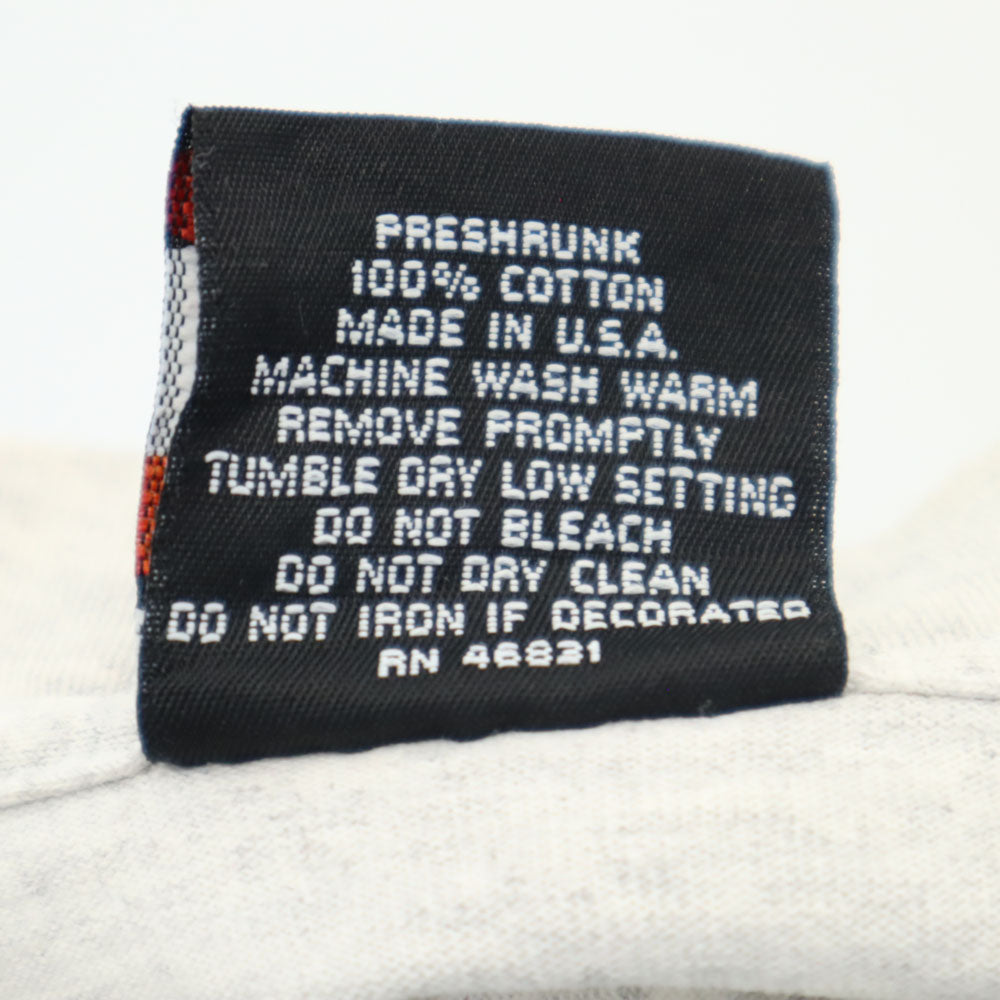 PRESHRUNK
100% COTTON
MADE IN U.S.A.
MACHINE WASH WARM
REMOVE PROMPTLY
TUMBLE DRY LOW SETTING
DO NOT BLEACH
DO NOT DRY CLEAN
DO NOT IRON IF DECORATED
RN 46831